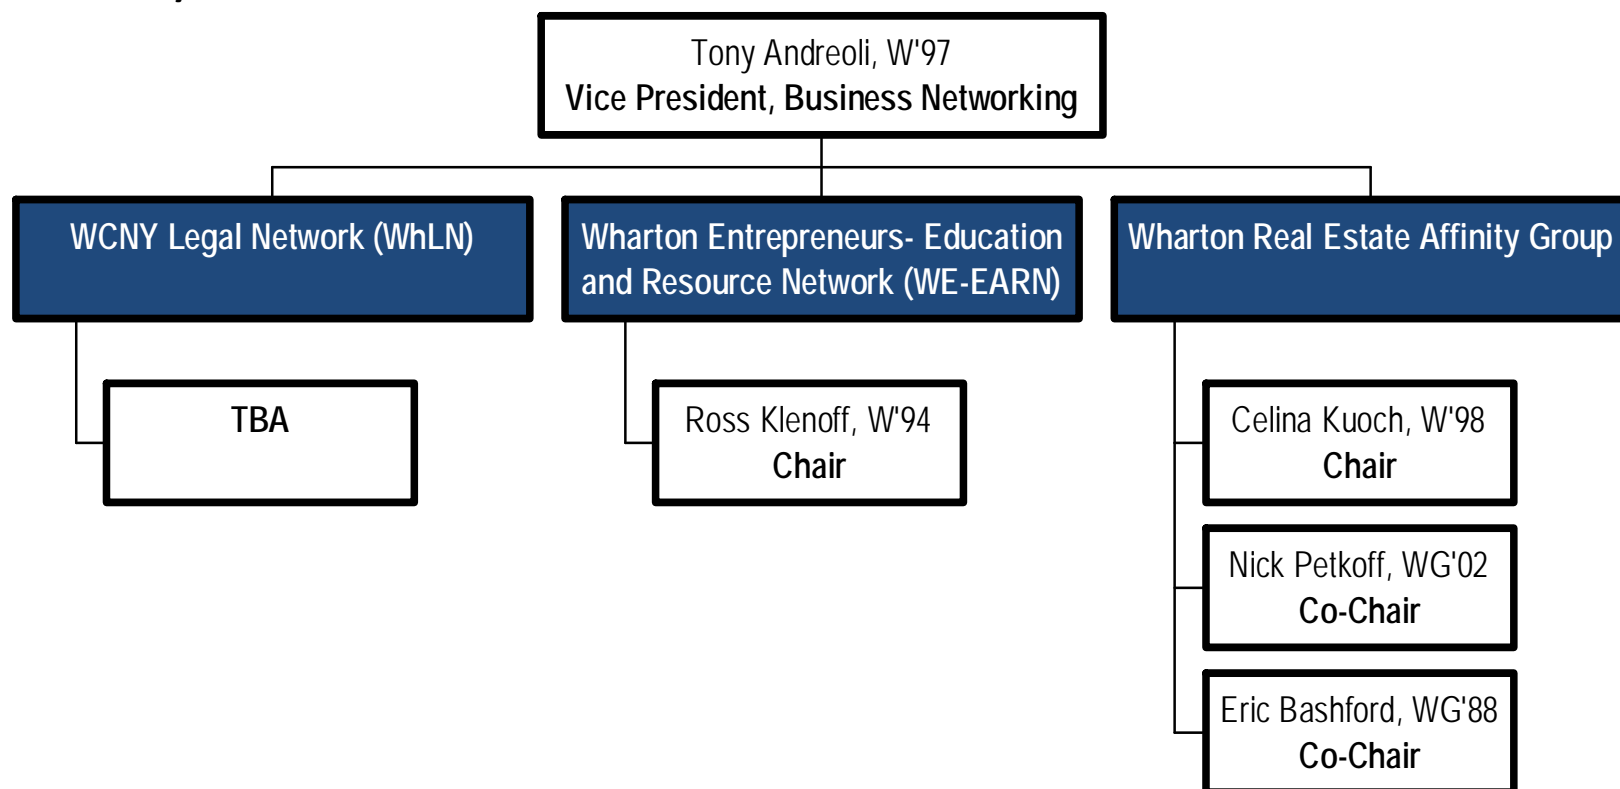 Tony Andreoli, W'97
Vice President, Business Networking
WCNY Legal Network (WhLN)
Wharton Entrepreneurs- Education
and Resource Network (WE-EARN)
Wharton Real Estate Affinity Group
TBA
Ross Klenoff, W'94
Chair
Celina Kuoch, W'98
Chair
Nick Petkoff, WG'02
Co-Chair
Eric Bashford, WG'88
Co-Chair